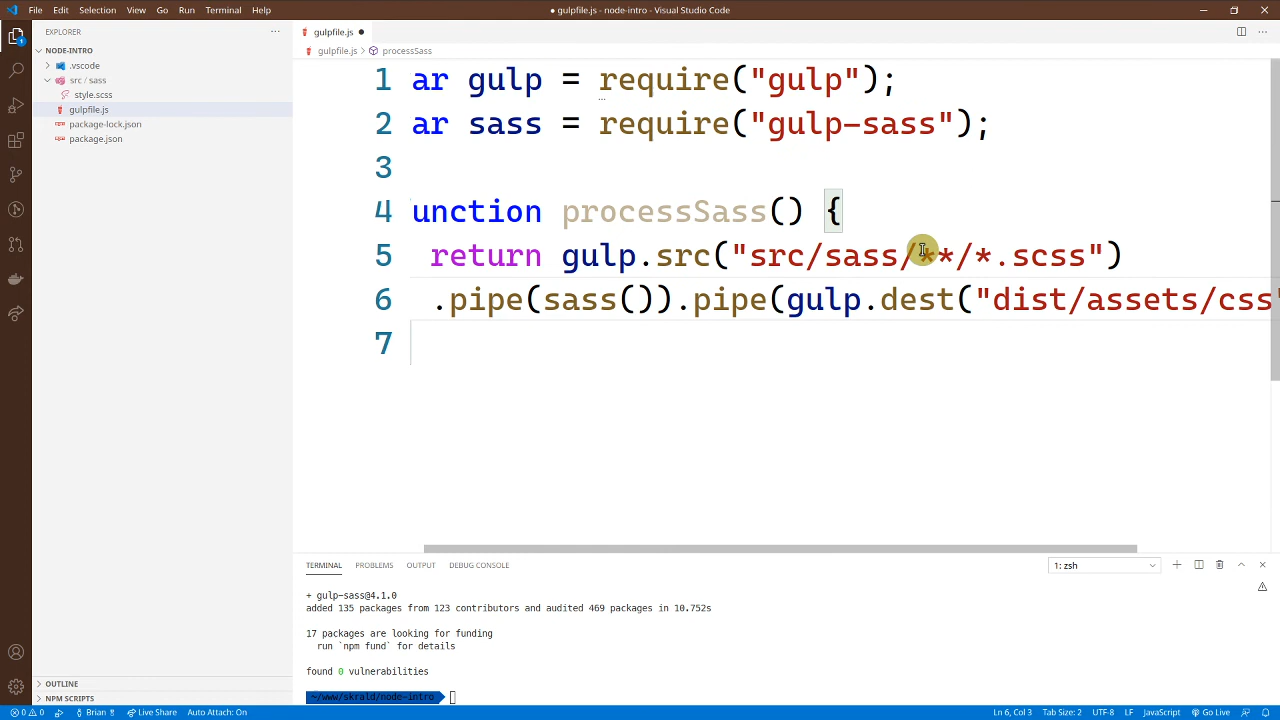 File Edit Selection View Go Run Terminal Help
● gulpfile.js - node-intro - Visual Studio Code
EXPLORER
NODE-INTRO
.vscode
src / sass
style.scss
gulpfile.js
package-lock.json
package.json
OUTLINE
NPM SCRIPTS
gulpfile.js ●
gulpfile.js > processSass
1 ar gulp = require("gulp");
2 ar sass = require("gulp-sass");
3
4 unction processSass() {
5 return gulp.src("src/sass/**/*.scss")
6 .pipe(sass()).pipe(gulp.dest("dist/assets/css"
7
TERMINAL PROBLEMS OUTPUT DEBUG CONSOLE
1: zsh
+ gulp-sass@4.1.0
added 135 packages from 123 contributors and audited 469 packages in 10.752s
17 packages are looking for funding
run `npm fund` for details
found 0 vulnerabilities
~/www/skrald/node-intro
0 0 Brian Live Share Auto Attach: On
Ln 6, Col 3 Tab Size: 2 UTF-8 LF JavaScript Go Live